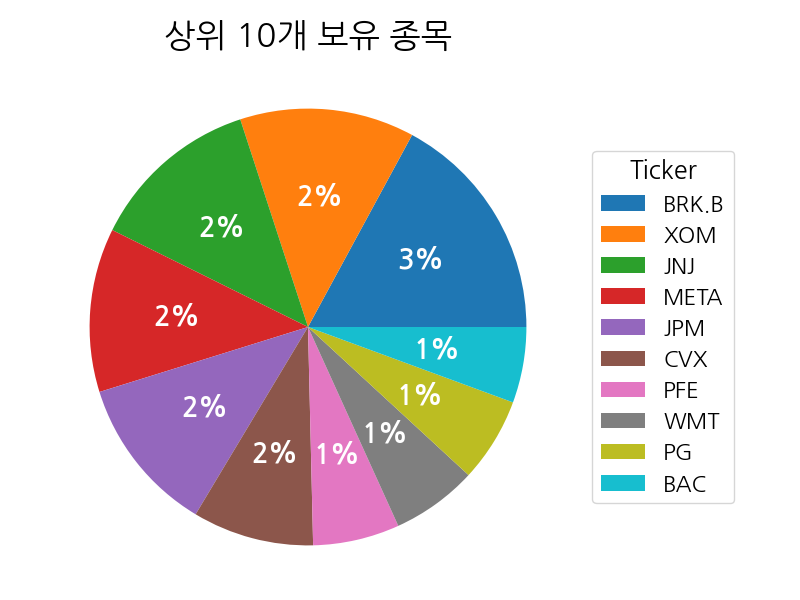 상위 10개 보유 종목
2%
2%
3%
2%
2%
2%
1%
1%
1%
1%
Ticker
BRK.B
XOM
JNJ
META
JPM
CVX
PFE
WMT
PG
BAC